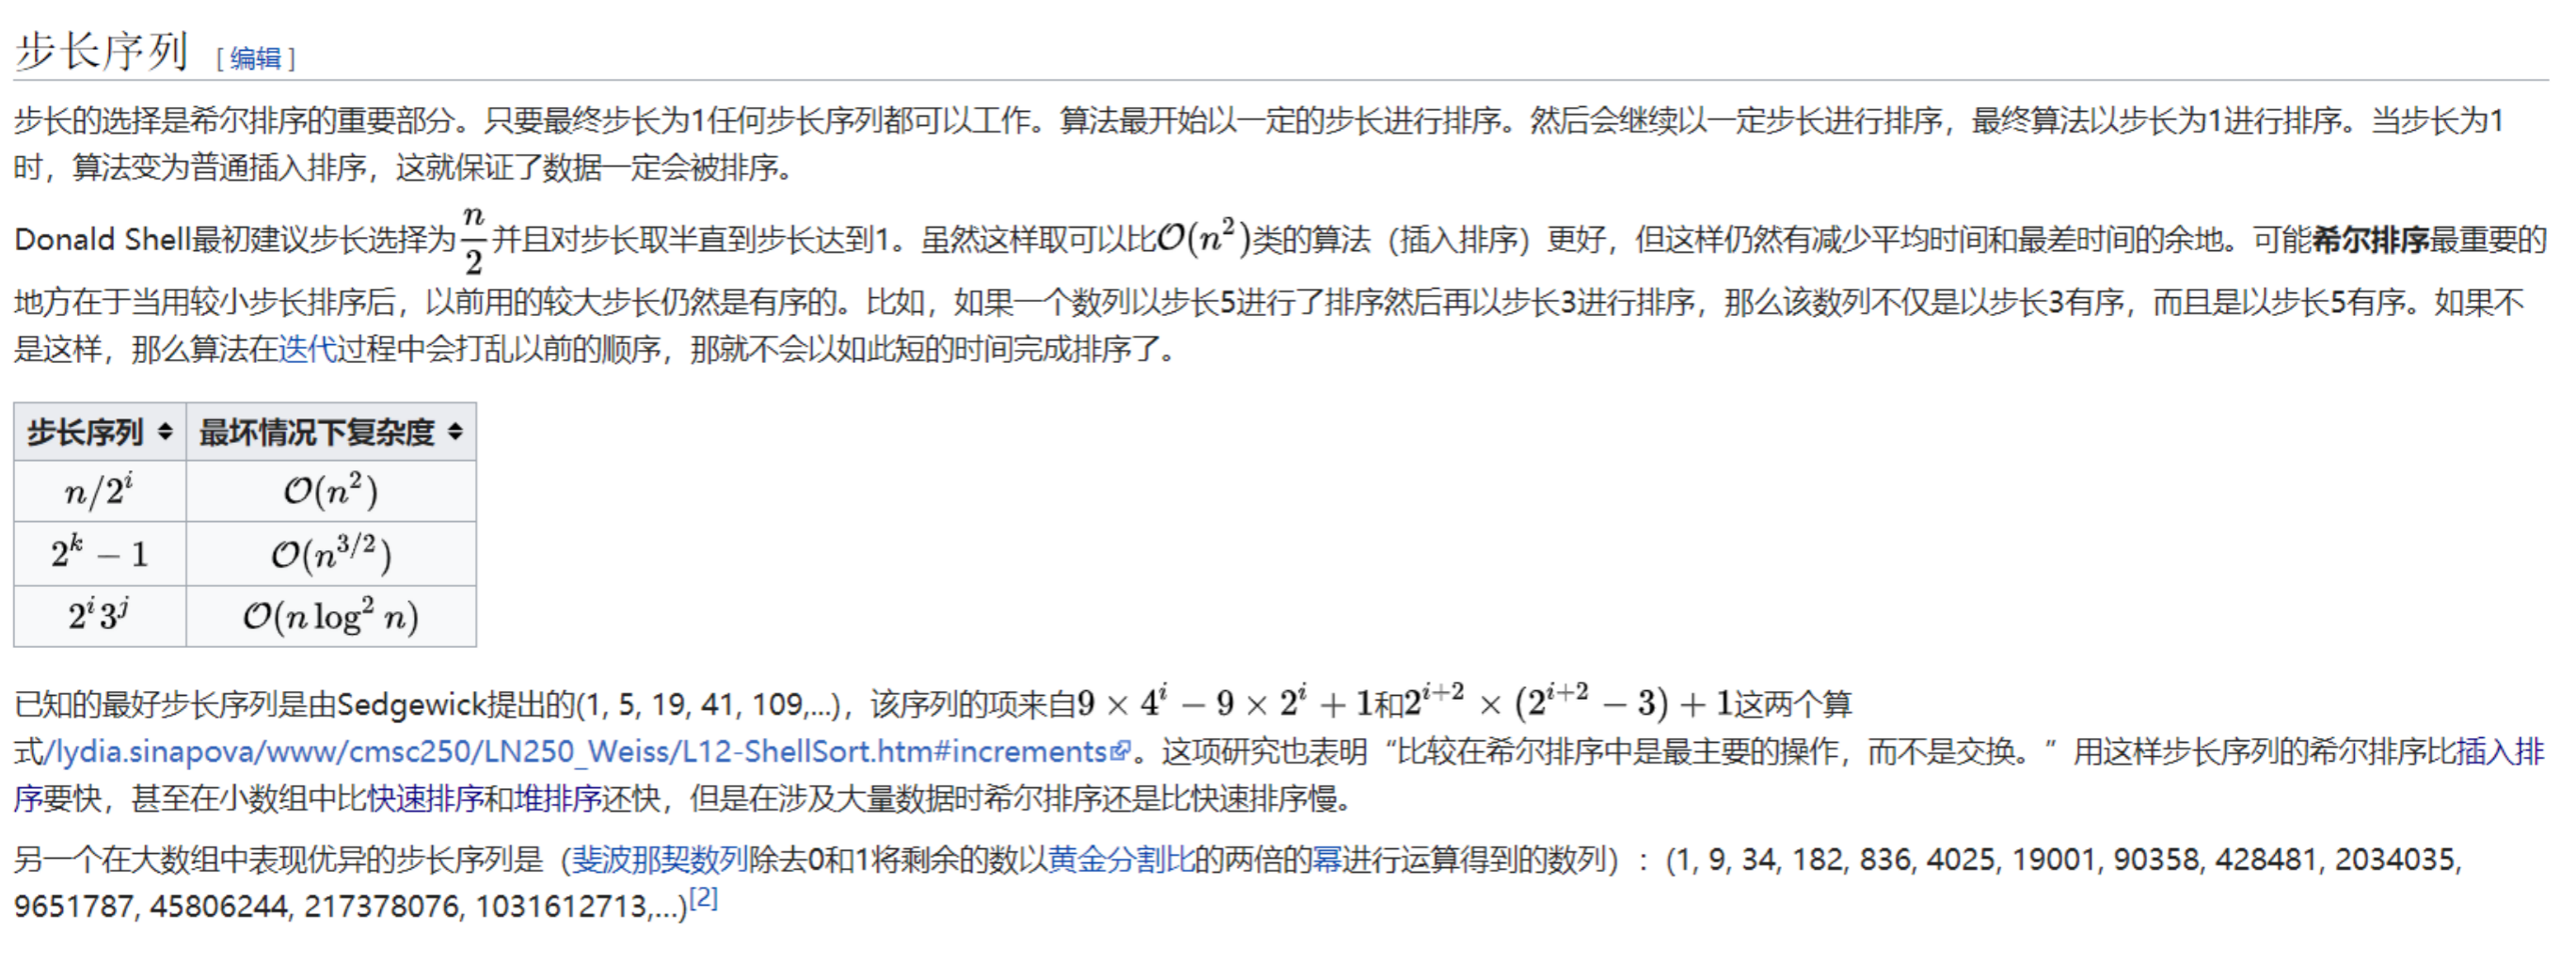 步长序列 [编辑]
步长的选择是希尔排序的重要部分。只要最终步长为1任何步长序列都可以工作。算法最开始以一定的步长进行排序。然后会继续以一定步长进行排序，最终算法以步长为1进行排序。当步长为1
时，算法变为普通插入排序，这就保证了数据一定会被排序。
Donald Shell最初建议步长选择为n/2并且对步长取半直到步长达到1。虽然这样取可以比O(n²)类的算法（插入排序）更好，但这样仍然有减少平均时间和最差时间的余地。可能希尔排序最重要的
地方在于当用较小步长排序后，以前用的较大步长仍然是有序的。比如，如果一个数列以步长5进行了排序然后再以步长3进行排序，那么该数列不仅是以步长3有序，而且是以步长5有序。如果不
是这样，那么算法在迭代过程中会打乱以前的顺序，那就不会以如此短的时间完成排序了。
步长序列 最坏情况下复杂度
n/2^i O(n²)
2^k − 1 O(n^{3/2})
2^i 3^j O(n log² n)
已知的最好步长序列是由Sedgewick提出的(1, 5, 19, 41, 109,...)，该序列的项来自9 × 4^i − 9 × 2^i + 1和2^{i+2} × (2^{i+2} − 3) + 1这两个算
式/lydia.sinapova/www/cmsc250/LN250_Weiss/L12-ShellSort.htm#increments。这项研究也表明“比较在希尔排序中是最主要的操作，而不是交换。”用这样步长序列的希尔排序比插入排
序要快，甚至在小数组中比快速排序和堆排序还快，但是在涉及大量数据时希尔排序还是比快速排序慢。
另一个在大数组中表现优异的步长序列是（斐波那契数列除去0和1将剩余的数以黄金分割比的两倍的幂进行运算得到的数列）：(1, 9, 34, 182, 836, 4025, 19001, 90358, 428481, 2034035,
9651787, 45806244, 217378076, 1031612713,...)[2]